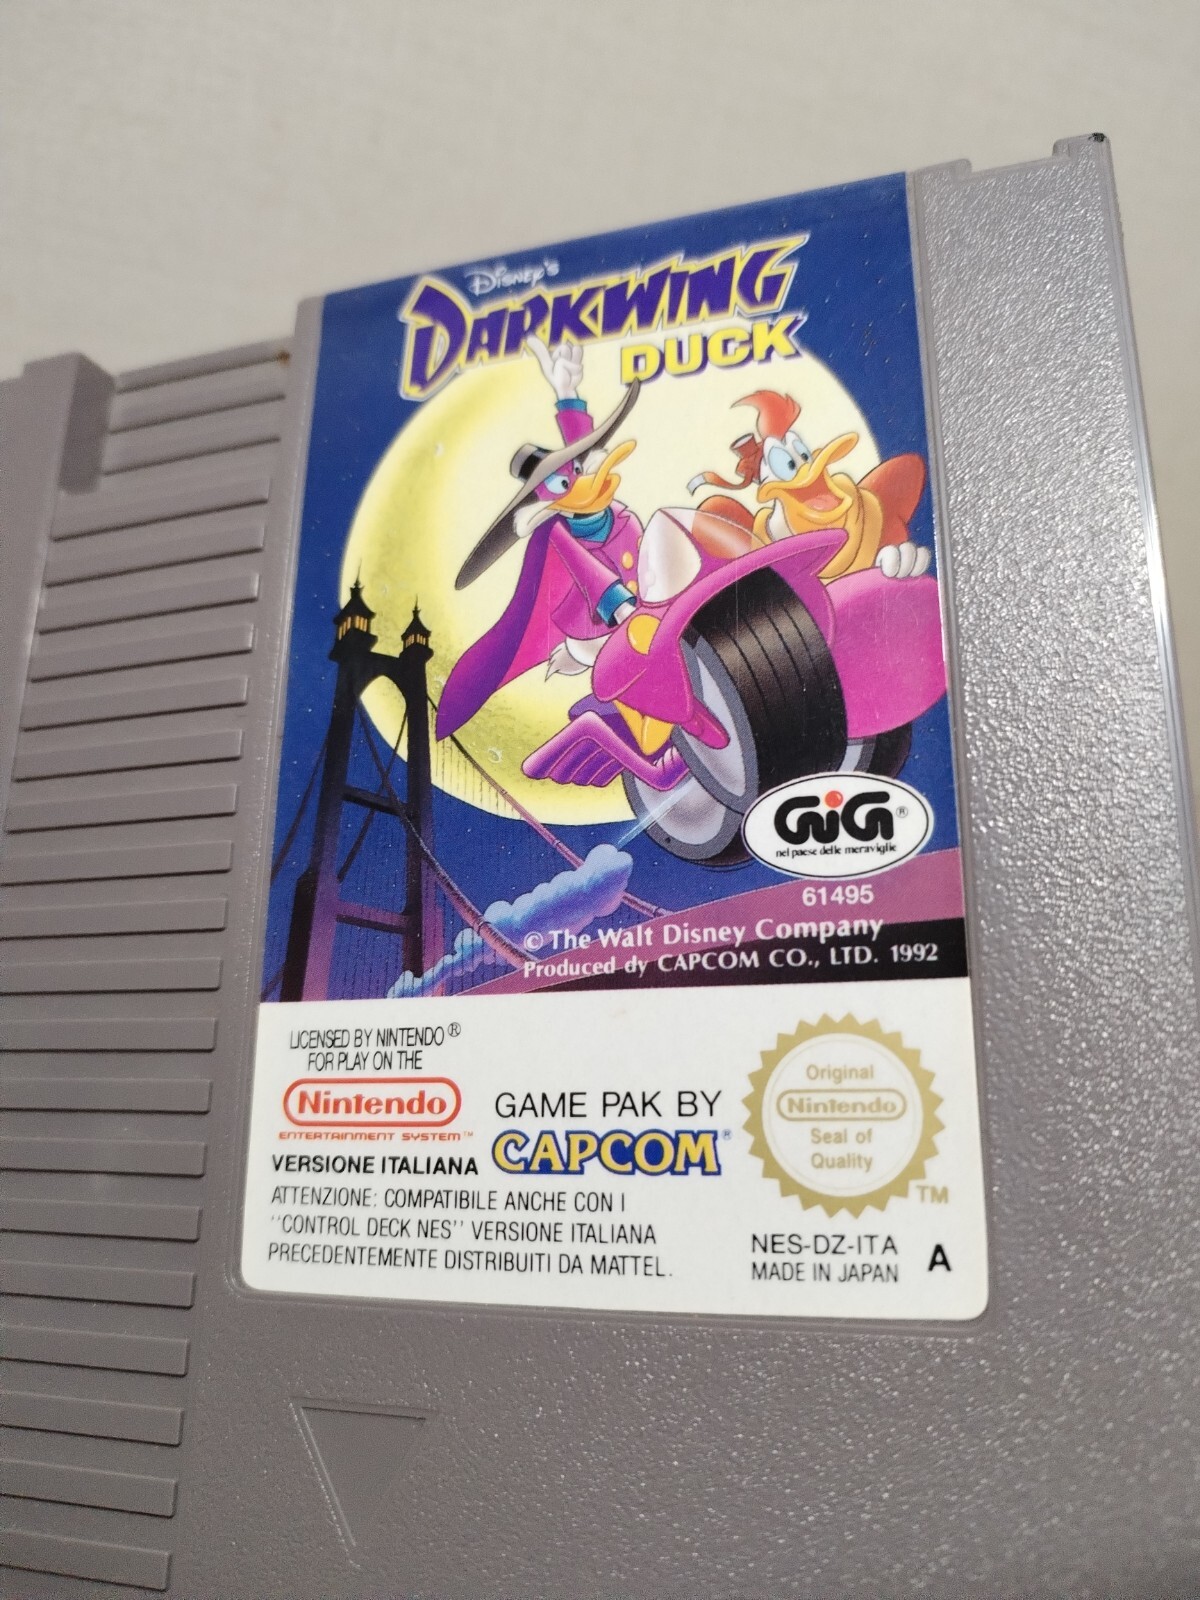 Disney's
DARKWING
DUCK
GiG®
nel paese delle meraviglie
61495
© The Walt Disney Company
Produced by CAPCOM CO., LTD. 1992
LICENSED BY NINTENDO®
FOR PLAY ON THE
Nintendo
ENTERTAINMENT SYSTEM™
GAME PAK BY
CAPCOM®
VERSIONE ITALIANA
ATTENZIONE: COMPATIBILE ANCHE CON I
"CONTROL DECK NES" VERSIONE ITALIANA
PRECEDENTEMENTE DISTRIBUITI DA MATTEL.
Original
Nintendo
Seal of
Quality
TM
NES-DZ-ITA
MADE IN JAPAN
A